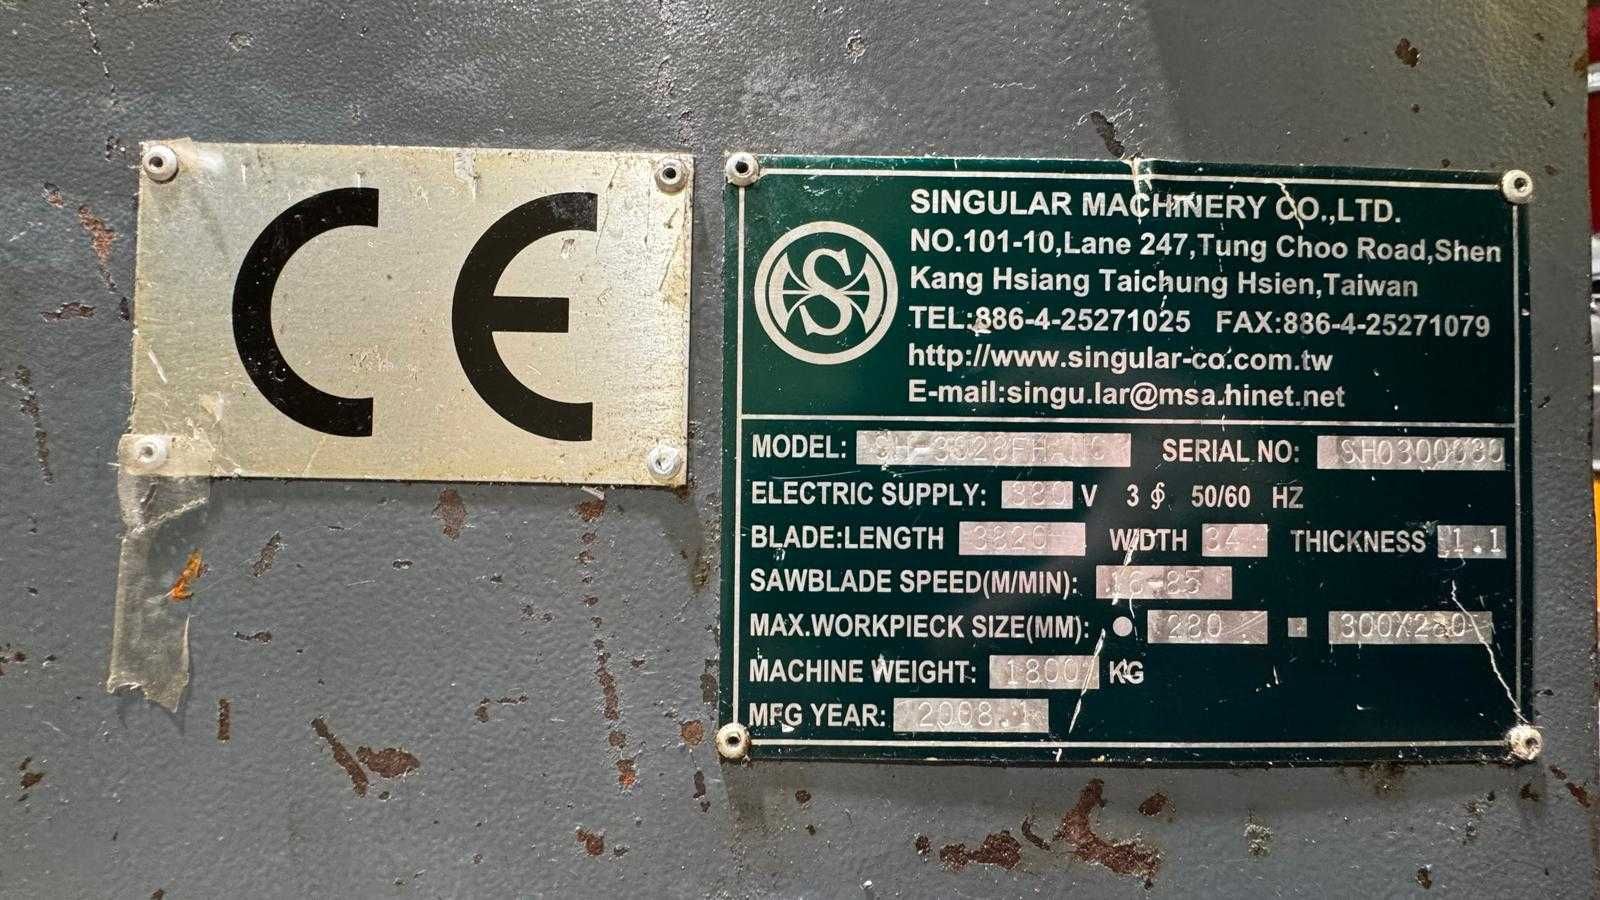 CE
SINGULAR MACHINERY CO.,LTD.
NO.101-10,Lane 247,Tung Choo Road,Shen
Kang Hsiang Taichung Hsien,Taiwan
TEL:886-4-25271025 FAX:886-4-25271079
http://www.singular-co.com.tw
E-mail:singu.lar@msa.hinet.net
S
MODEL: SERIAL NO:
ELECTRIC SUPPLY: 380 V 3 ∮ 50/60 HZ
BLADE:LENGTH 3820 WIDTH 34 THICKNESS 1.1
SAWBLADE SPEED(M/MIN):
MAX.WORKPIECK SIZE(MM): 280 300X280
MACHINE WEIGHT: 1800 KG
MFG YEAR: 2008.1